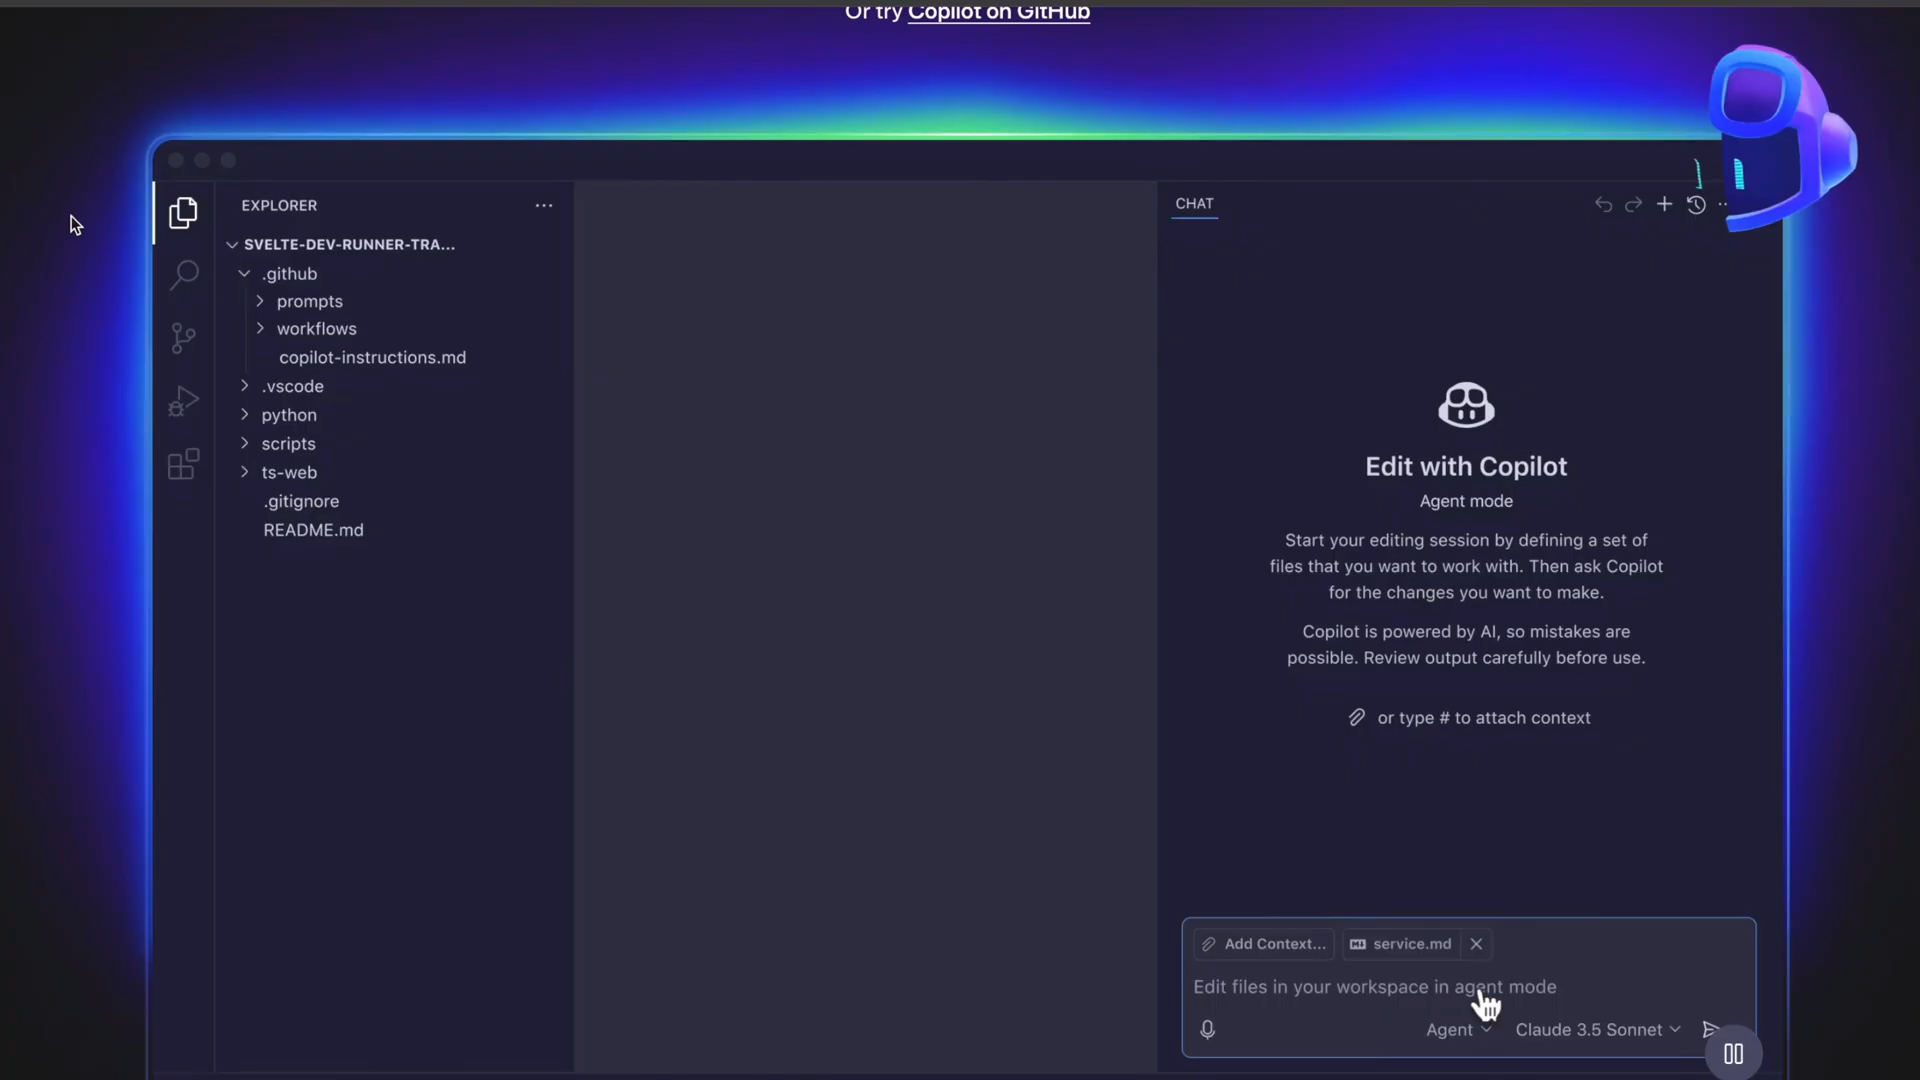 Or try Copilot on GitHub
EXPLORER
SVELTE-DEV-RUNNER-TRA...
.github
prompts
workflows
copilot-instructions.md
.vscode
python
scripts
ts-web
.gitignore
README.md
CHAT
Edit with Copilot
Agent mode
Start your editing session by defining a set of
files that you want to work with. Then ask Copilot
for the changes you want to make.
Copilot is powered by AI, so mistakes are
possible. Review output carefully before use.
or type # to attach context
Add Context... service.md
Edit files in your workspace in agent mode
Agent Claude 3.5 Sonnet